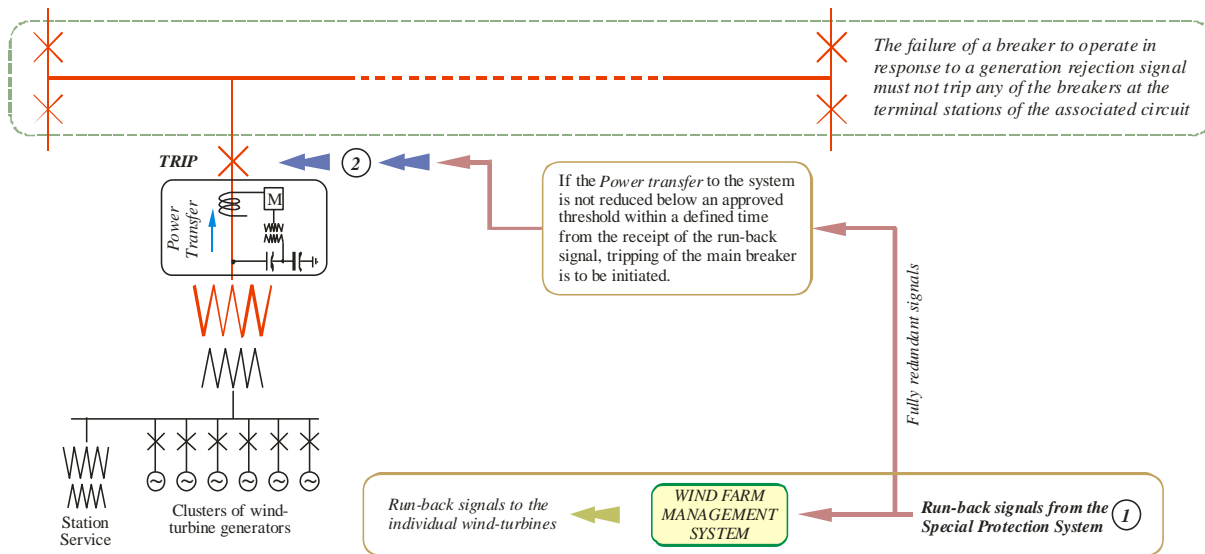 The failure of a breaker to operate in
response to a generation rejection signal
must not trip any of the breakers at the
terminal stations of the associated circuit
TRIP
2
If the Power transfer to the system
is not reduced below an approved
threshold within a defined time
from the receipt of the run-back
signal, tripping of the main breaker
is to be initiated.
M
Power
Transfer
Fully redundant signals
Station
Service
Clusters of wind-
turbine generators
Run-back signals to the
individual wind-turbines
WIND FARM
MANAGEMENT
SYSTEM
Run-back signals from the
Special Protection System
1